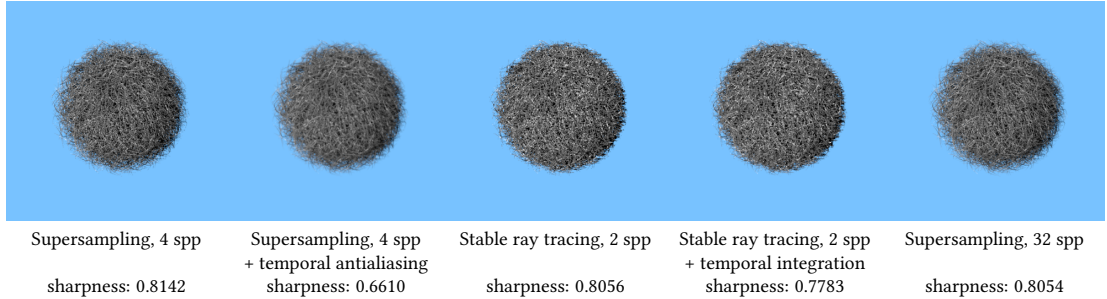 Supersampling, 4 spp
sharpness: 0.8142
Supersampling, 4 spp
+ temporal antialiasing
sharpness: 0.6610
Stable ray tracing, 2 spp
sharpness: 0.8056
Stable ray tracing, 2 spp
+ temporal integration
sharpness: 0.7783
Supersampling, 32 spp
sharpness: 0.8054